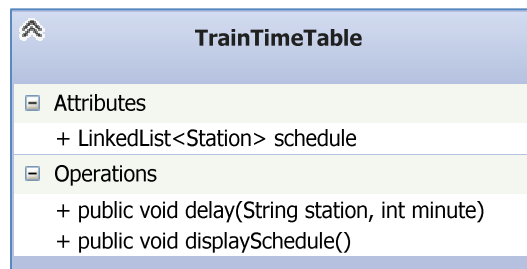 TrainTimeTable
Attributes
+ LinkedList<Station> schedule
Operations
+ public void delay(String station, int minute)
+ public void displaySchedule()